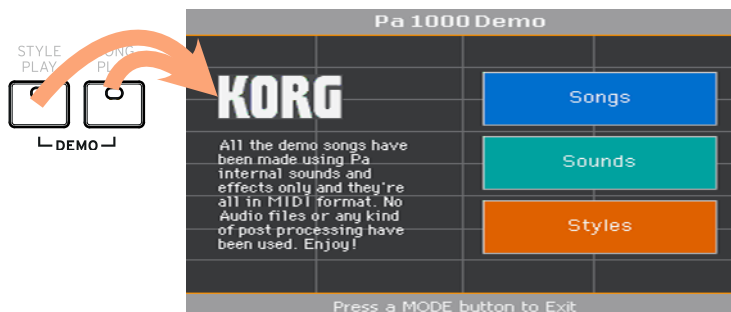 Pa 1000 Demo
STYLE
PLAY
DEMO
KORG
All the demo songs have
been made using Pa
internal sounds and
effects only and they're
all in MIDI format. No
Audio files or any kind
of post processing have
been used. Enjoy!
Songs
Sounds
Styles
Press a MODE button to Exit